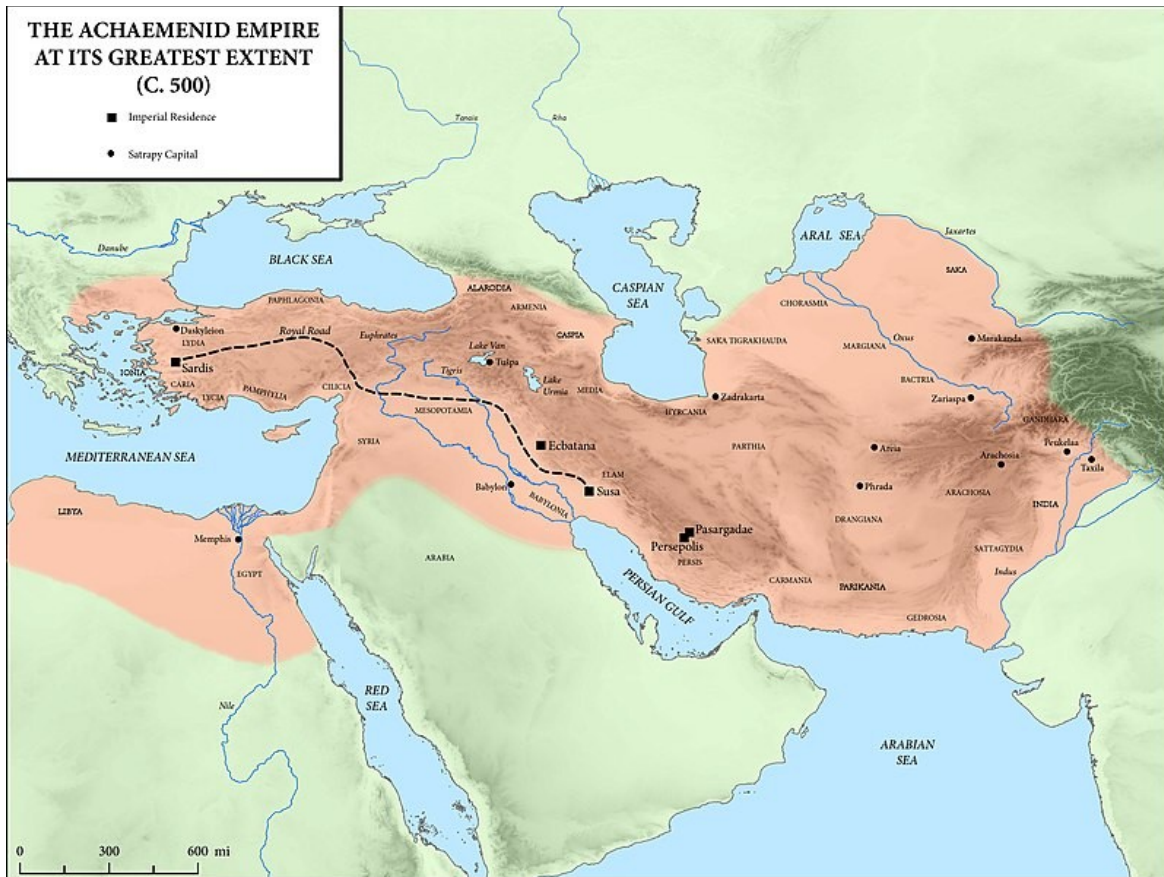 THE ACHAEMENID EMPIRE
AT ITS GREATEST EXTENT
(C. 500)
Imperial Residence
Satrapy Capital
Tanais
Rha
Danube
BLACK SEA
CASPIAN
SEA
ARAL SEA
Jaxartes
SAKA
ALARODIA
PAPHLAGONIA
ARMENIA
CHORASMIA
Daskyleion
LYDIA
Royal Road
Euphrates
CASPIA
SAKA TIGRAKHAUDA
MARGIANA
Oxus
Marakanda
Lake Van
Tušpa
IONIA
Sardis
Tigris
Lake
Urmia
MEDIA
BACTRIA
CARIA
LYCIA
PAMPHYLIA
CILICIA
MESOPOTAMIA
HYRCANIA
Zadrakarta
Zariaspa
GANDHARA
SYRIA
Ecbatana
PARTHIA
Areia
Peukelaa
Taxila
Arachosia
MEDITERRANEAN SEA
ELAM
Babylon
BABYLONIA
Susa
Phrada
ARACHOSIA
INDIA
LIBYA
Memphis
DRANGIANA
Pasargadae
Persepolis
PERSIS
SATTAGYDIA
ARABIA
EGYPT
PERSIAN GULF
CARMANIA
PARIKANIA
Indus
GEDROSIA
Nile
RED
SEA
ARABIAN
SEA
0 300 600 mi